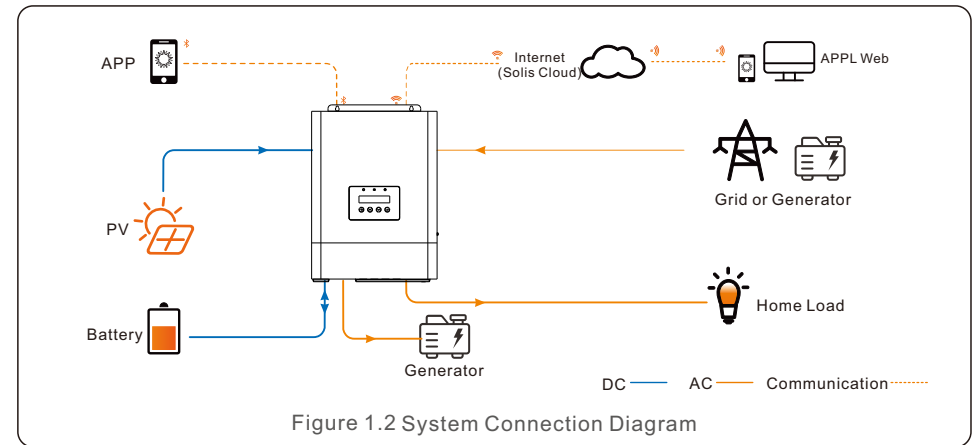 APP
Internet
(Solis Cloud)
APPL Web
Grid or Generator
PV
Home Load
Battery
Generator
DC
AC
Communication
Figure 1.2 System Connection Diagram